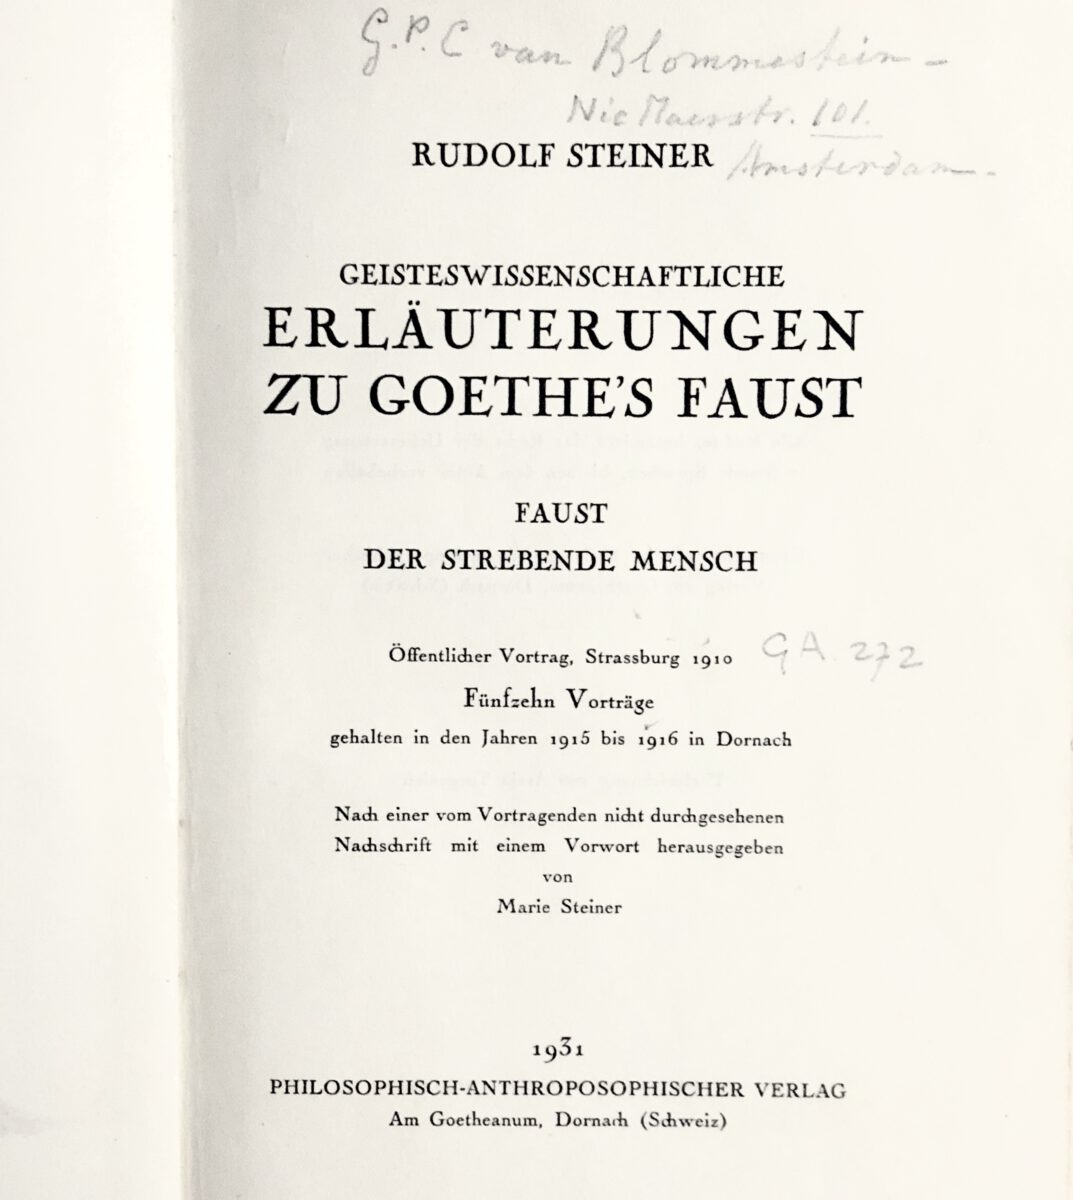 G.P.C van Blommestein -
Nic Maesstr. 101.
RUDOLF STEINER
Amsterdam -
GEISTESWISSENSCHAFTLICHE
ERLÄUTERUNGEN
ZU GOETHE'S FAUST
FAUST
DER STREBENDE MENSCH
Öffentlicher Vortrag, Strassburg 1910
GA 272
Fünfzehn Vorträge
gehalten in den Jahren 1915 bis 1916 in Dornach
Nach einer vom Vortragenden nicht durchgesehenen
Nachschrift mit einem Vorwort herausgegeben
von
Marie Steiner
1931
PHILOSOPHISCH-ANTHROPOSOPHISCHER VERLAG
Am Goetheanum, Dornach (Schweiz)